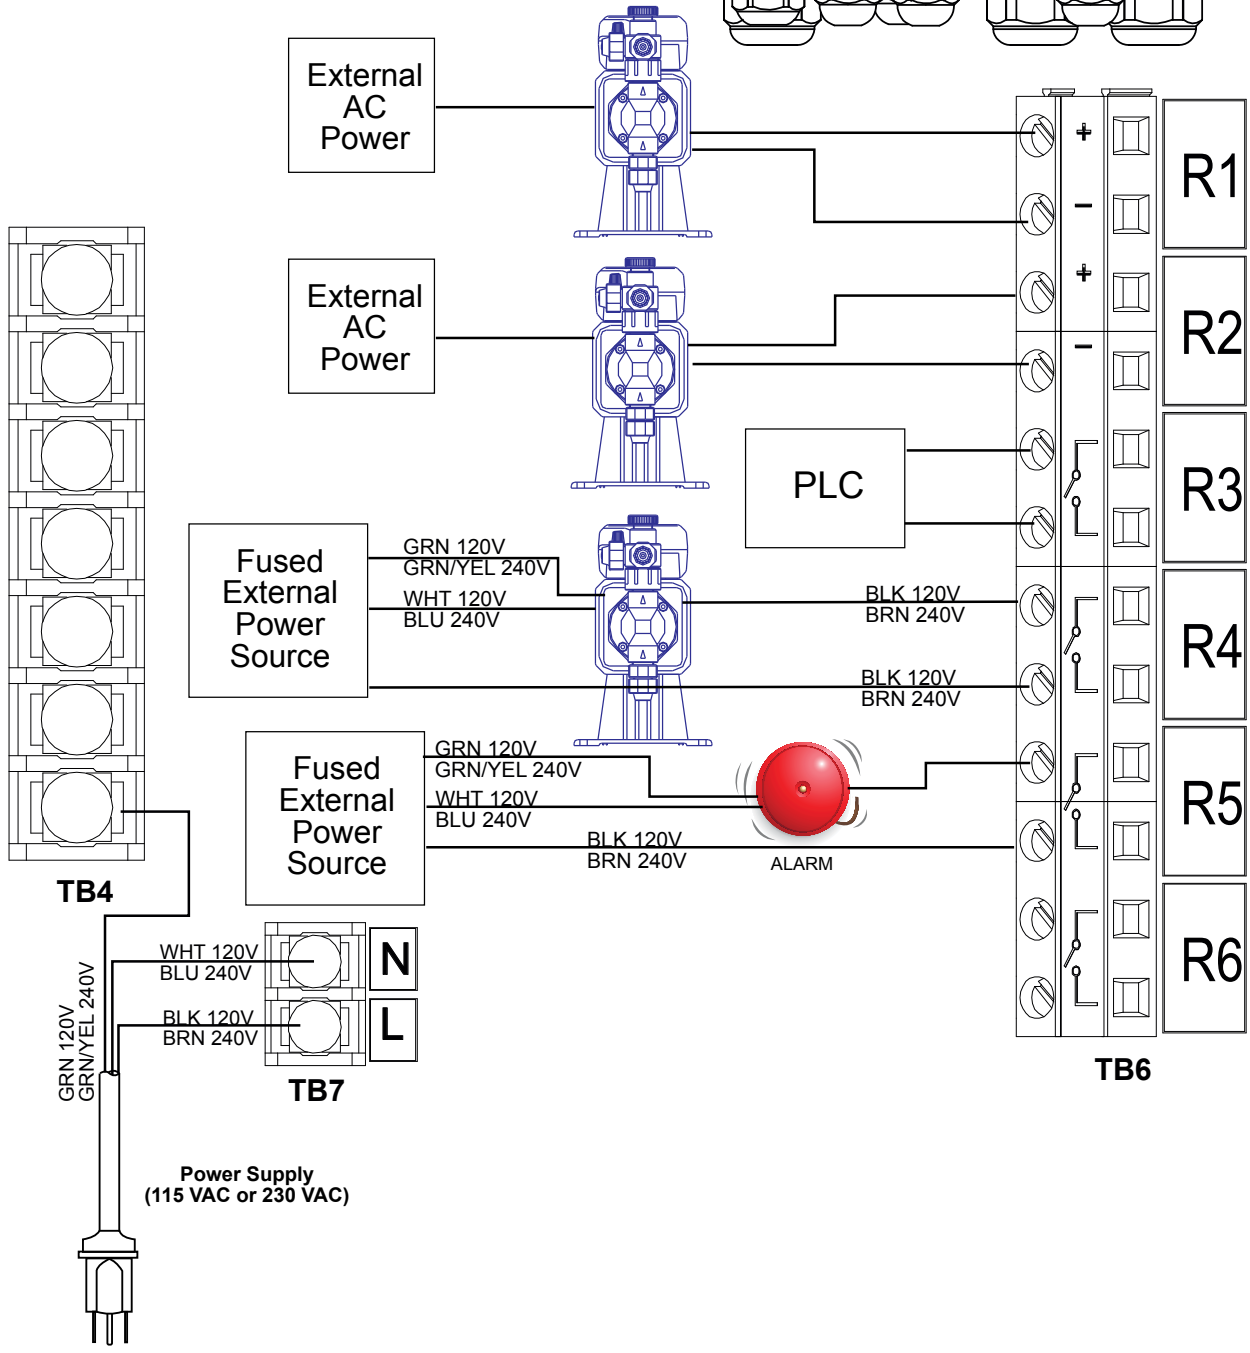 External
AC
Power
+
−
R1
External
AC
Power
+
−
R2
PLC
R3
Fused
External
Power
Source
GRN 120V
GRN/YEL 240V
WHT 120V
BLU 240V
BLK 120V
BRN 240V
BLK 120V
BRN 240V
R4
Fused
External
Power
Source
GRN 120V
GRN/YEL 240V
WHT 120V
BLU 240V
BLK 120V
BRN 240V
ALARM
R5
TB4
WHT 120V
BLU 240V
N
BLK 120V
BRN 240V
L
GRN 120V
GRN/YEL 240V
TB7
R6
TB6
Power Supply
(115 VAC or 230 VAC)